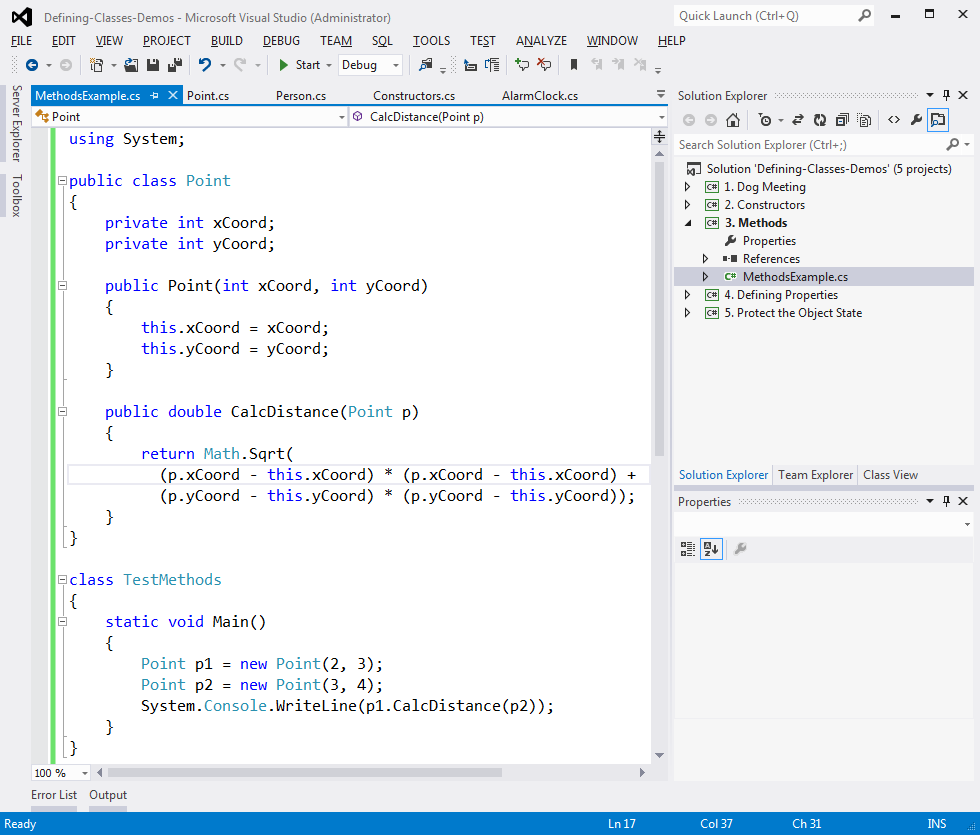 Defining-Classes-Demos - Microsoft Visual Studio (Administrator)
Quick Launch (Ctrl+Q)
FILE EDIT VIEW PROJECT BUILD DEBUG TEAM SQL TOOLS TEST ANALYZE WINDOW HELP
Start Debug
Server Explorer
Toolbox
MethodsExample.cs Point.cs Person.cs Constructors.cs AlarmClock.cs
Point CalcDistance(Point p)
using System;
public class Point
{
private int xCoord;
private int yCoord;
public Point(int xCoord, int yCoord)
{
this.xCoord = xCoord;
this.yCoord = yCoord;
}
public double CalcDistance(Point p)
{
return Math.Sqrt(
(p.xCoord - this.xCoord) * (p.xCoord - this.xCoord) +
(p.yCoord - this.yCoord) * (p.yCoord - this.yCoord));
}
}
class TestMethods
{
static void Main()
{
Point p1 = new Point(2, 3);
Point p2 = new Point(3, 4);
System.Console.WriteLine(p1.CalcDistance(p2));
}
}
100 %
Error List Output
Solution Explorer
Search Solution Explorer (Ctrl+;)
Solution 'Defining-Classes-Demos' (5 projects)
C# 1. Dog Meeting
C# 2. Constructors
C# 3. Methods
Properties
References
C# MethodsExample.cs
C# 4. Defining Properties
C# 5. Protect the Object State
Solution Explorer Team Explorer Class View
Properties
Ready Ln 17 Col 37 Ch 31 INS